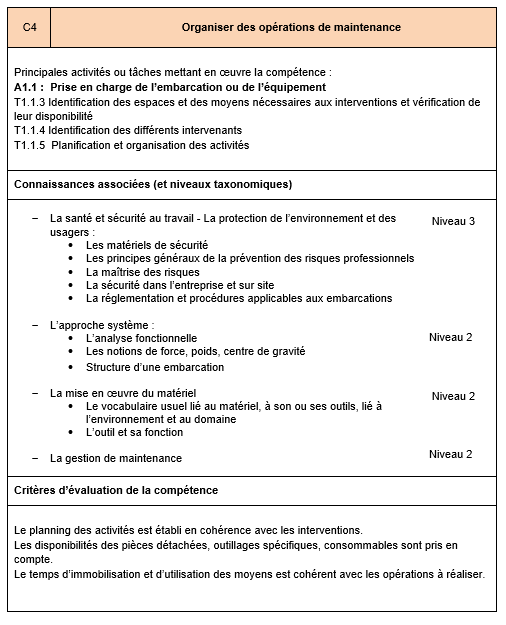 C4 Organiser des opérations de maintenance
Principales activités ou tâches mettant en œuvre la compétence :
A1.1 : Prise en charge de l'embarcation ou de l'équipement
T1.1.3 Identification des espaces et des moyens nécessaires aux interventions et vérification de
leur disponibilité
T1.1.4 Identification des différents intervenants
T1.1.5 Planification et organisation des activités
Connaissances associées (et niveaux taxonomiques)
– La santé et sécurité au travail - La protection de l'environnement et des Niveau 3
usagers :
• Les matériels de sécurité
• Les principes généraux de la prévention des risques professionnels
• La maîtrise des risques
• La sécurité dans l'entreprise et sur site
• La réglementation et procédures applicables aux embarcations
– L'approche système :
• L'analyse fonctionnelle Niveau 2
• Les notions de force, poids, centre de gravité
• Structure d'une embarcation
– La mise en œuvre du matériel Niveau 2
• Le vocabulaire usuel lié au matériel, à son ou ses outils, lié à
l'environnement et au domaine
• L'outil et sa fonction
– La gestion de maintenance Niveau 2
Critères d'évaluation de la compétence
Le planning des activités est établi en cohérence avec les interventions.
Les disponibilités des pièces détachées, outillages spécifiques, consommables sont pris en
compte.
Le temps d'immobilisation et d'utilisation des moyens est cohérent avec les opérations à réaliser.